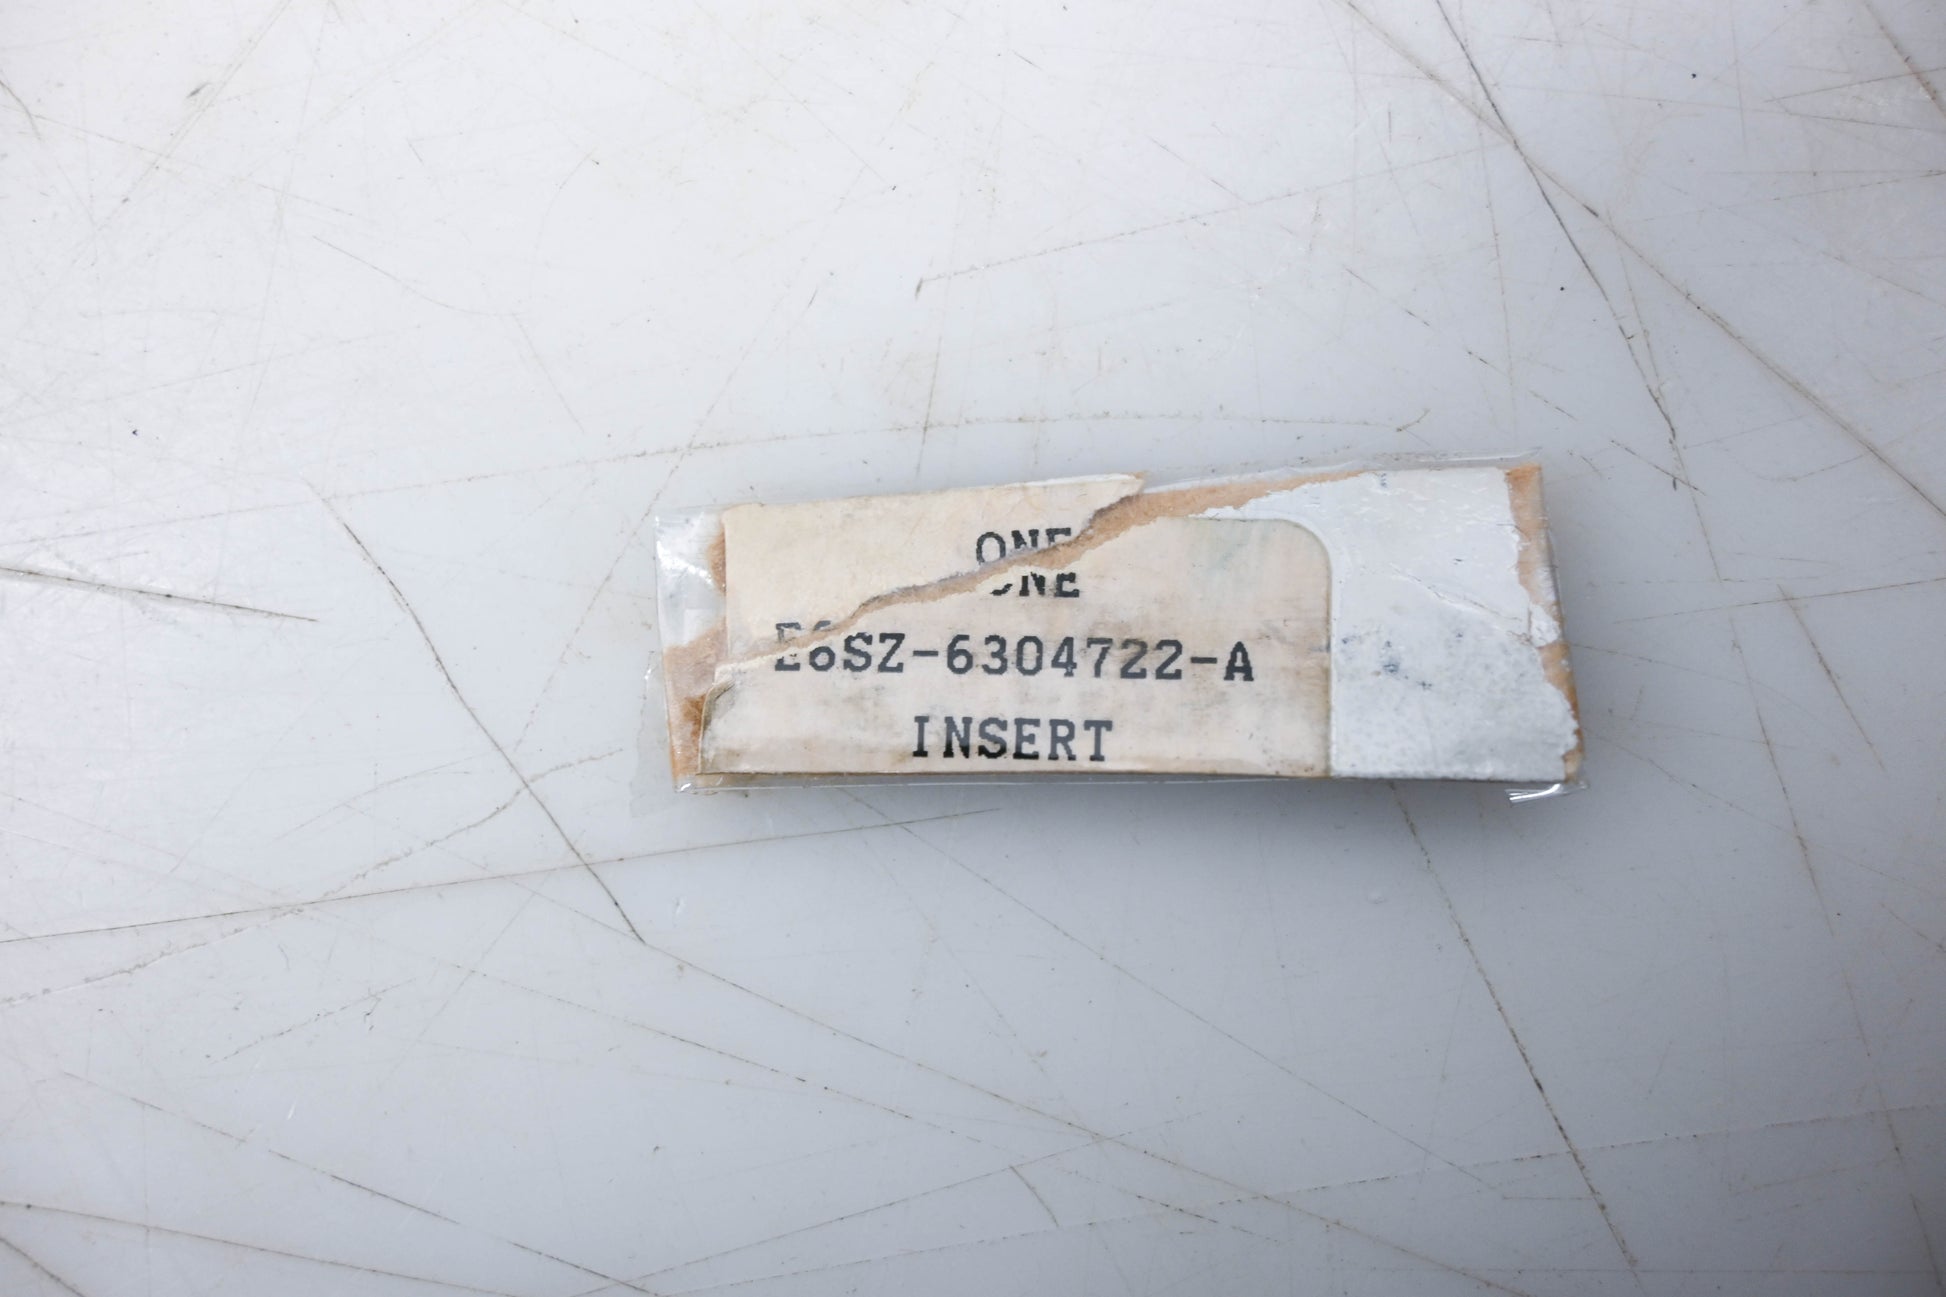 ONE
ONE
E6SZ-6304722-A
INSERT